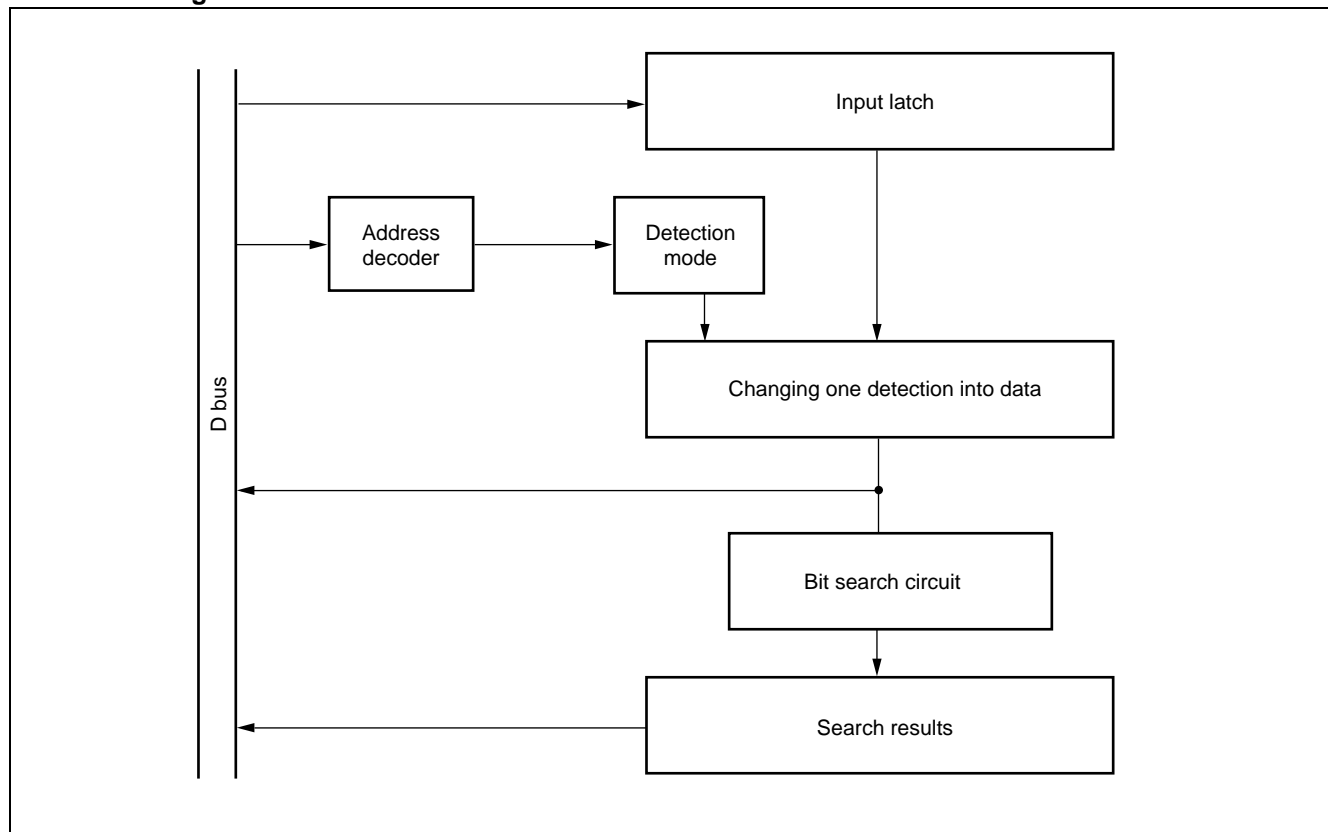 Input latch
Address
decoder
Detection
mode
D bus
Changing one detection into data
Bit search circuit
Search results